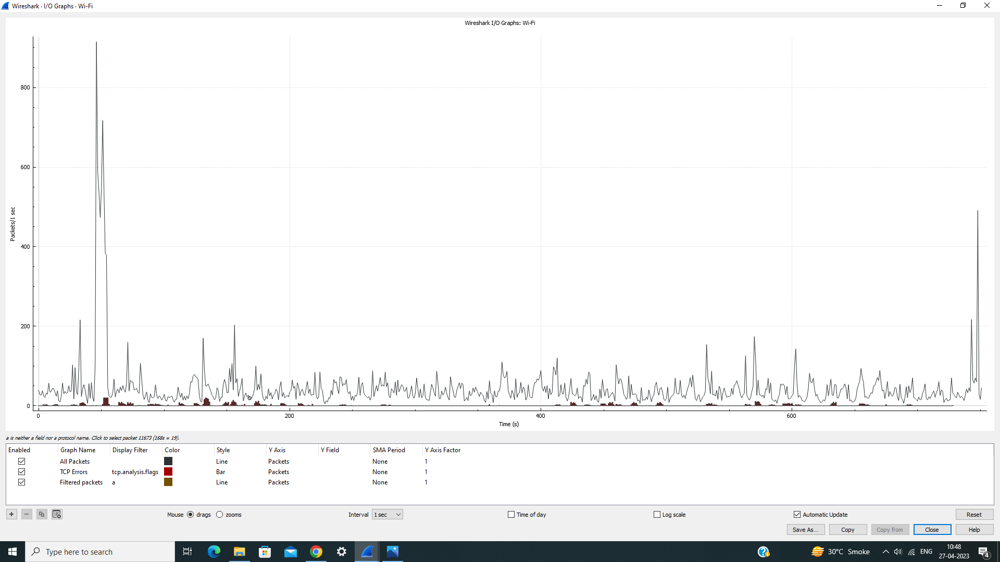 Wireshark · I/O Graphs · Wi-Fi
Wireshark I/O Graphs: Wi-Fi
Packets/1 sec
800
600
400
200
0
0 200 400 600
Time (s)
a is neither a field nor a protocol name. Click to select packet 11673 (168s = 19).
Enabled Graph Name Display Filter Color Style Y Axis Y Field SMA Period Y Axis Factor
All Packets Line Packets None 1
TCP Errors tcp.analysis.flags Bar Packets None 1
Filtered packets a Line Packets None 1
Mouse drags zooms Interval 1 sec Time of day Log scale Automatic Update Reset
Save As... Copy Copy from Close Help
Type here to search
30°C Smoke ENG 10:48
27-04-2023 4